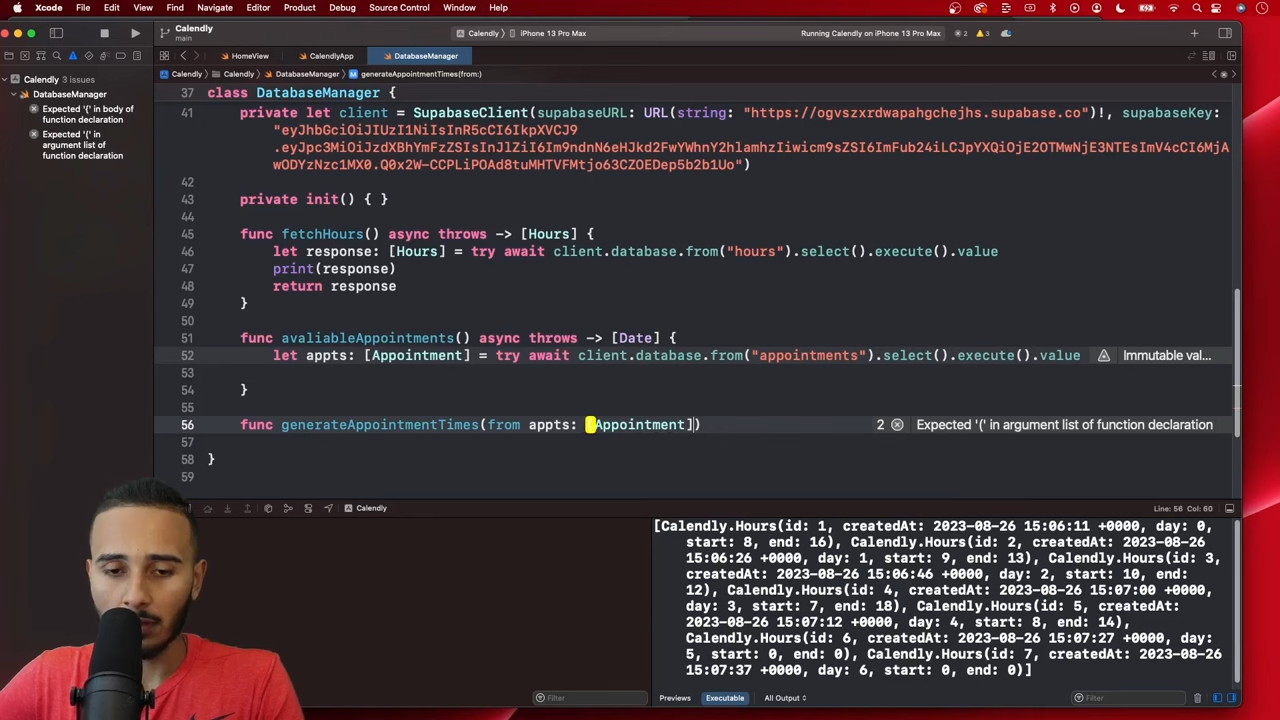 Xcode File Edit View Find Navigate Editor Product Debug Source Control Window Help
Calendly
main
Calendly iPhone 13 Pro Max
Running Calendly on iPhone 13 Pro Max
2 3
HomeView CalendlyApp DatabaseManager
Calendly Calendly DatabaseManager M generateAppointmentTimes(from:)
Calendly 3 issues
DatabaseManager
Expected '{' in body of
function declaration
Expected '(' in
argument list of
function declaration
37 class DatabaseManager {
41 private let client = SupabaseClient(supabaseURL: URL(string: "https://ogvszxrdwapahgchejhs.supabase.co")!, supabaseKey:
42
43 private init() { }
44
45 func fetchHours() async throws -> [Hours] {
46 let response: [Hours] = try await client.database.from("hours").select().execute().value
47 print(response)
48 return response
49 }
50
51 func avaliableAppointments() async throws -> [Date] {
52 let appts: [Appointment] = try await client.database.from("appointments").select().execute().value Immutable val...
53
54 }
55
56 func generateAppointmentTimes(from appts: [Appointment]) 2 Expected '(' in argument list of function declaration
57
58 }
59
Calendly
Line: 56 Col: 60
[Calendly.Hours(id: 1, createdAt: 2023-08-26 15:06:11 +0000, day: 0,
start: 8, end: 16), Calendly.Hours(id: 2, createdAt: 2023-08-26
15:06:26 +0000, day: 1, start: 9, end: 13), Calendly.Hours(id: 3,
createdAt: 2023-08-26 15:06:46 +0000, day: 2, start: 10, end:
12), Calendly.Hours(id: 4, createdAt: 2023-08-26 15:07:00 +0000,
day: 3, start: 7, end: 18), Calendly.Hours(id: 5, createdAt:
2023-08-26 15:07:12 +0000, day: 4, start: 8, end: 14),
Calendly.Hours(id: 6, createdAt: 2023-08-26 15:07:27 +0000, day:
5, start: 0, end: 0), Calendly.Hours(id: 7, createdAt: 2023-08-26
15:07:37 +0000, day: 6, start: 0, end: 0)]
Filter
Previews Executable All Output
Filter